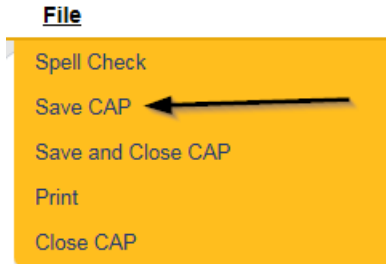 File
Spell Check
Save CAP
Save and Close CAP
Print
Close CAP